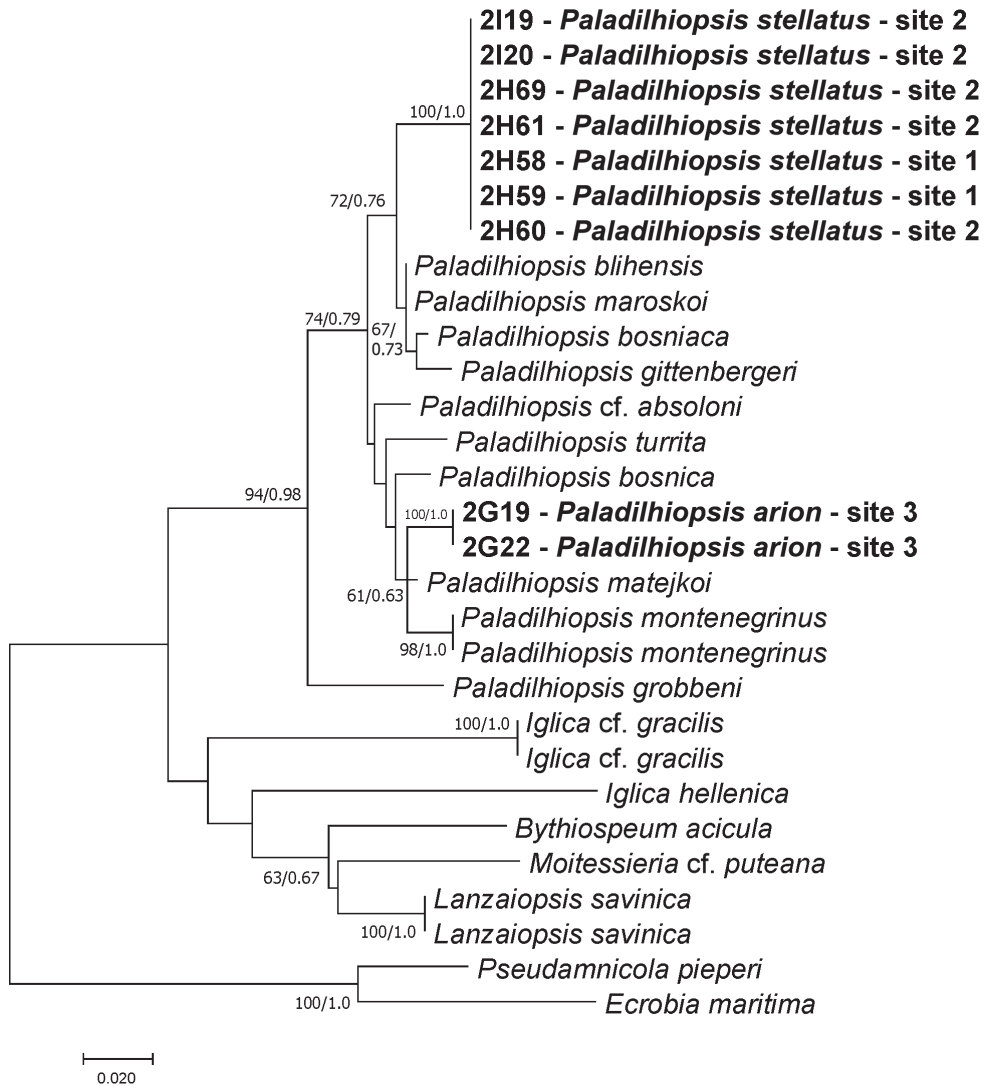 2I19 - Paladilhiopsis stellatus - site 2
2I20 - Paladilhiopsis stellatus - site 2
2H69 - Paladilhiopsis stellatus - site 2
100/1.0
2H61 - Paladilhiopsis stellatus - site 2
2H58 - Paladilhiopsis stellatus - site 1
2H59 - Paladilhiopsis stellatus - site 1
72/0.76
2H60 - Paladilhiopsis stellatus - site 2
Paladilhiopsis blihensis
Paladilhiopsis maroskoi
74/0.79
67/
0.73
Paladilhiopsis bosniaca
Paladilhiopsis gittenbergeri
Paladilhiopsis cf. absoloni
Paladilhiopsis turrita
Paladilhiopsis bosnica
94/0.98
100/1.0
2G19 - Paladilhiopsis arion - site 3
2G22 - Paladilhiopsis arion - site 3
Paladilhiopsis matejkoi
61/0.63
Paladilhiopsis montenegrinus
98/1.0
Paladilhiopsis montenegrinus
Paladilhiopsis grobbeni
100/1.0
Iglica cf. gracilis
Iglica cf. gracilis
Iglica hellenica
Bythiospeum acicula
Moitessieria cf. puteana
63/0.67
Lanzaiopsis savinica
100/1.0
Lanzaiopsis savinica
Pseudamnicola pieperi
100/1.0
Ecrobia maritima
0.020